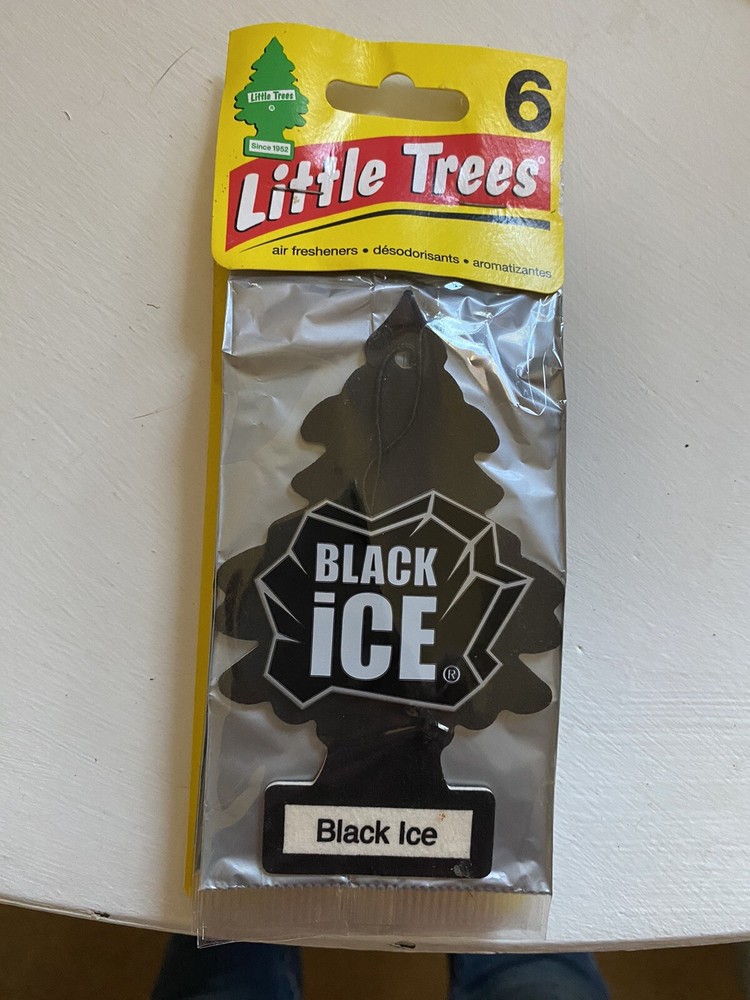 6
Little Trees
®
Since 1952
Little Trees®
air fresheners • désodorisants • aromatizantes
BLACK
iCE®
Black Ice